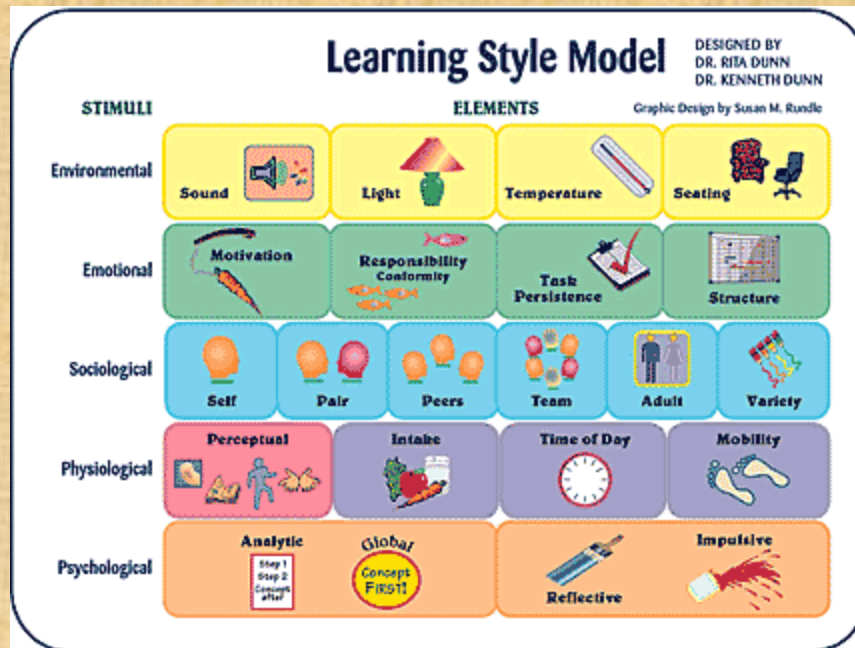 Learning Style Model
DESIGNED BY
DR. RITA DUNN
DR. KENNETH DUNN
STIMULI
ELEMENTS
Graphic Design by Susan M. Rundle
Environmental
Sound
Light
Temperature
Seating
Emotional
Motivation
Responsibility
Conformity
Task
Persistence
Structure
Sociological
Self
Pair
Peers
Team
Adult
Variety
Physiological
Perceptual
Intake
Time of Day
Mobility
Psychological
Analytic
Step 1
Step 2
Concept
after
Global
Concept
FIRST!
Reflective
Impulsive